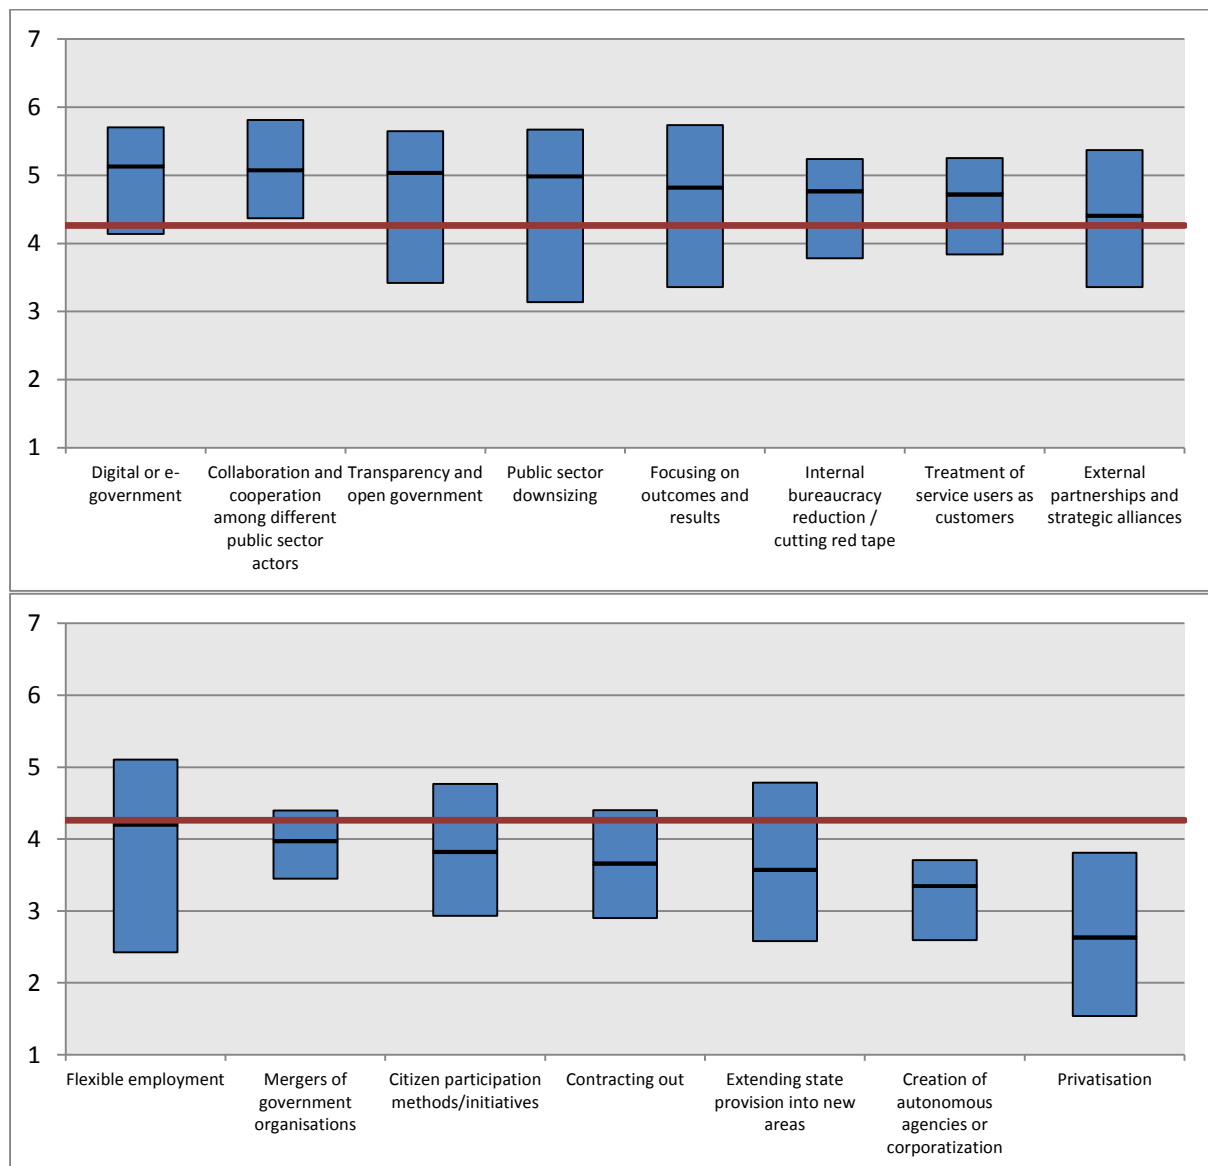 7
6
5
4
3
2
1
Digital or e-
government
Collaboration and
cooperation
among different
public sector
actors
Transparency and
open government
Public sector
downsizing
Focusing on
outcomes and
results
Internal
bureaucracy
reduction /
cutting red tape
Treatment of
service users as
customers
External
partnerships and
strategic alliances
7
6
5
4
3
2
1
Flexible employment
Mergers of
government
organisations
Citizen participation
methods/initiatives
Contracting out
Extending state
provision into new
areas
Creation of
autonomous
agencies or
corporatization
Privatisation